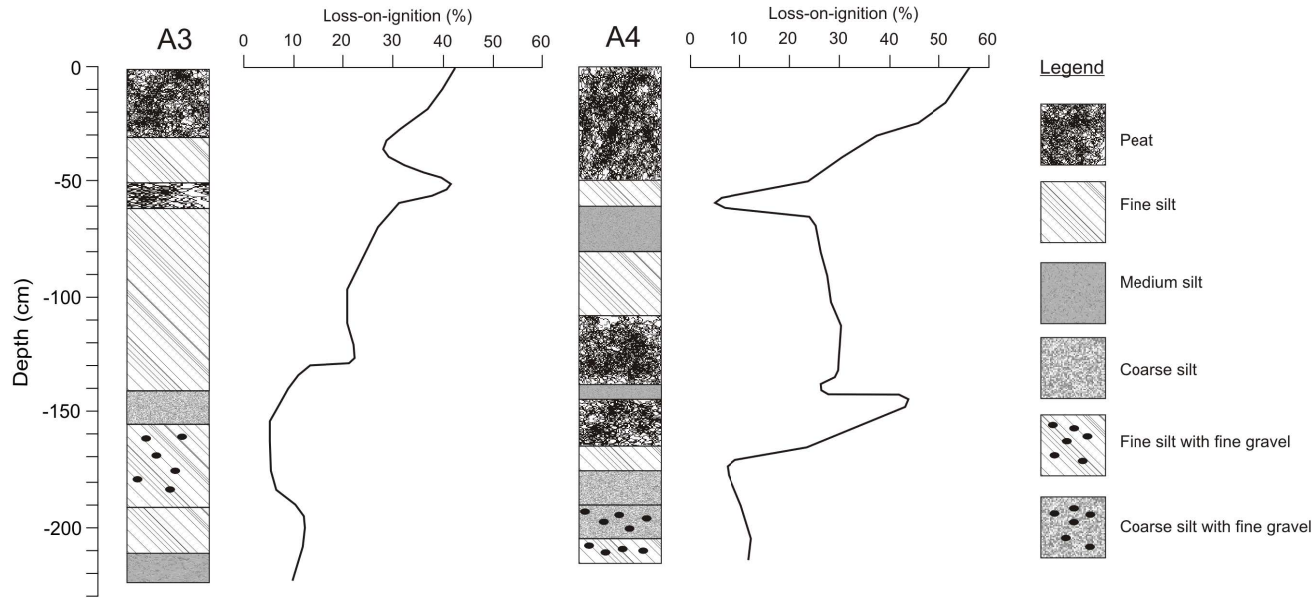 Loss-on-ignition (%)
A3
0 10 20 30 40 50 60
Loss-on-ignition (%)
A4
0 10 20 30 40 50 60
Depth (cm)
0
-50
-100
-150
-200
Legend
Peat
Fine silt
Medium silt
Coarse silt
Fine silt with fine gravel
Coarse silt with fine gravel